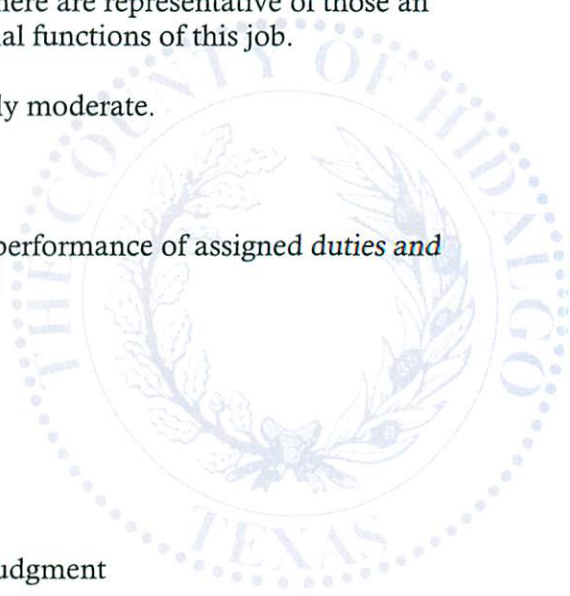 here are representative of those an
al functions of this job.
ly moderate.
performance of assigned duties and
udgment
THE COUNTY OF HIDALGO
TEXAS